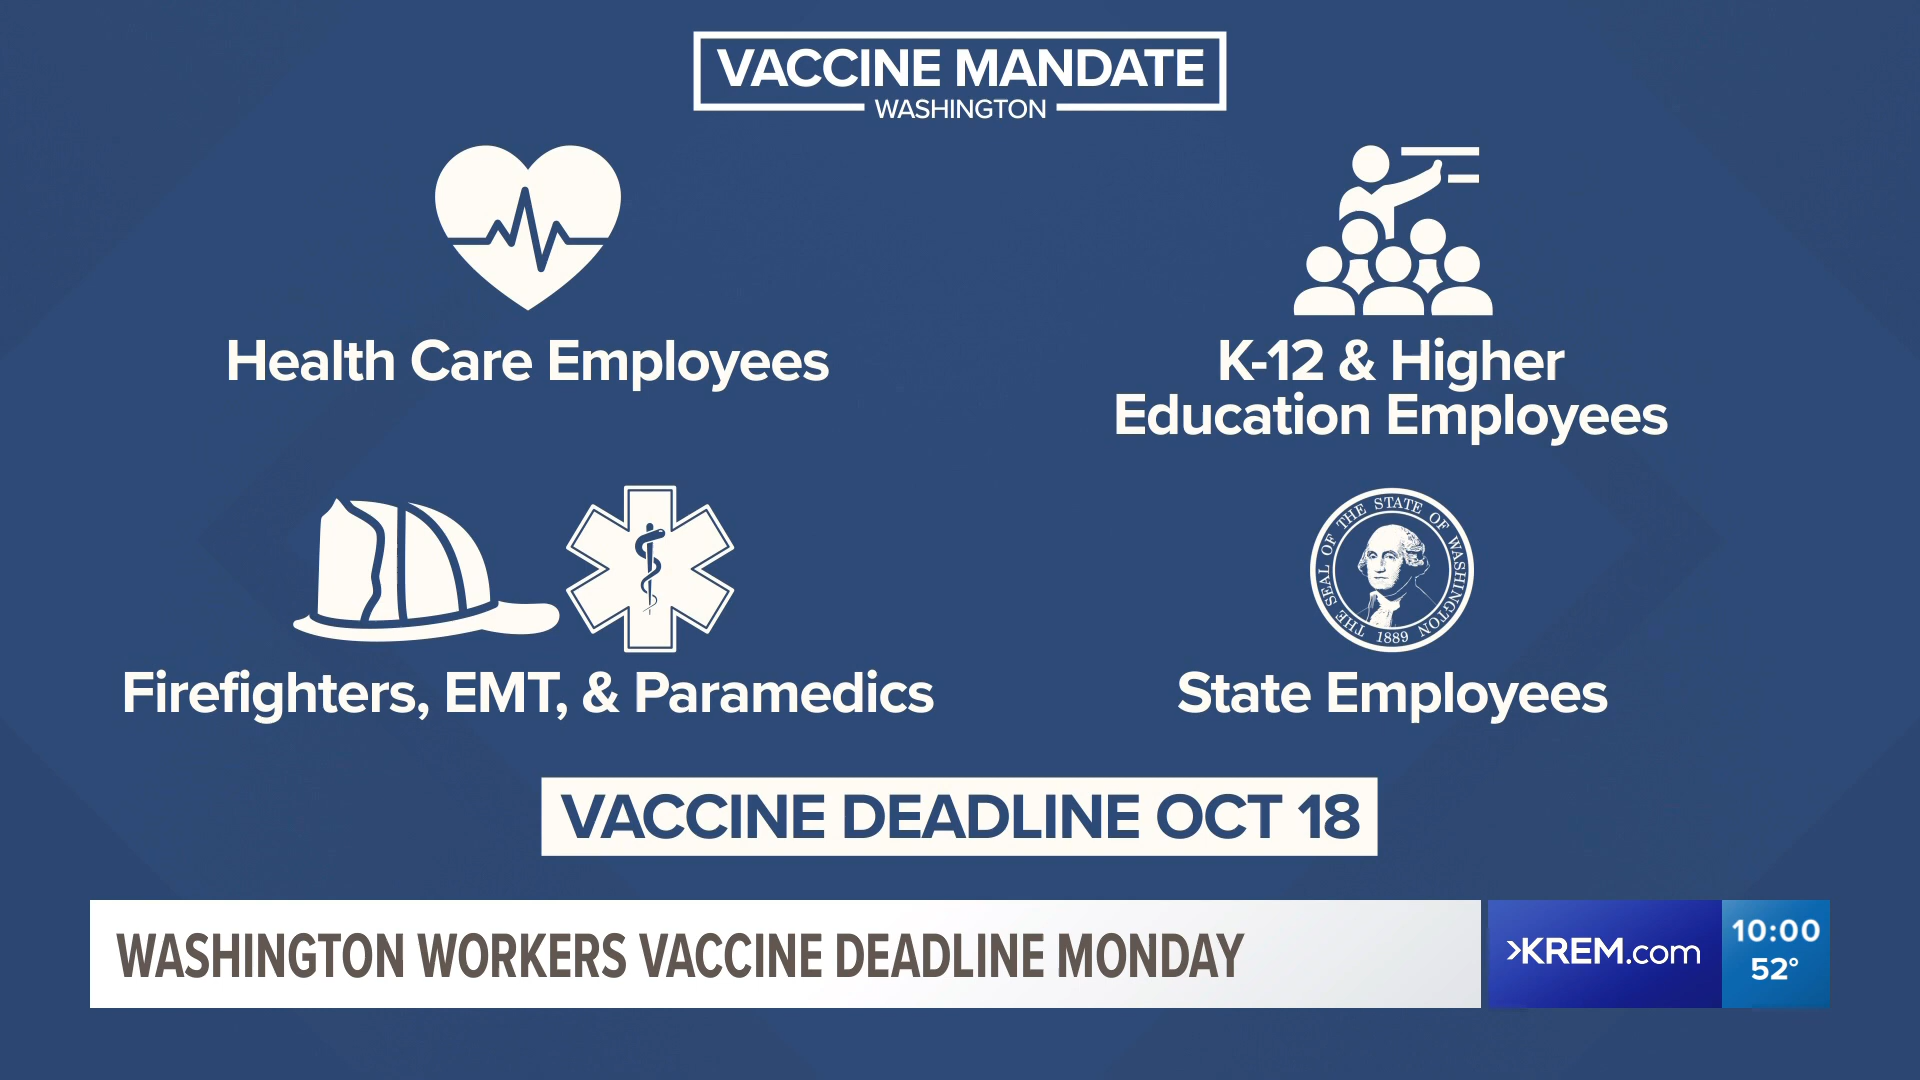 VACCINE MANDATE
WASHINGTON
Health Care Employees
K-12 & Higher
Education Employees
Firefighters, EMT, & Paramedics
THE SEAL OF THE STATE OF WASHINGTON
1889
State Employees
VACCINE DEADLINE OCT 18
WASHINGTON WORKERS VACCINE DEADLINE MONDAY
KREM.com
10:00
52°